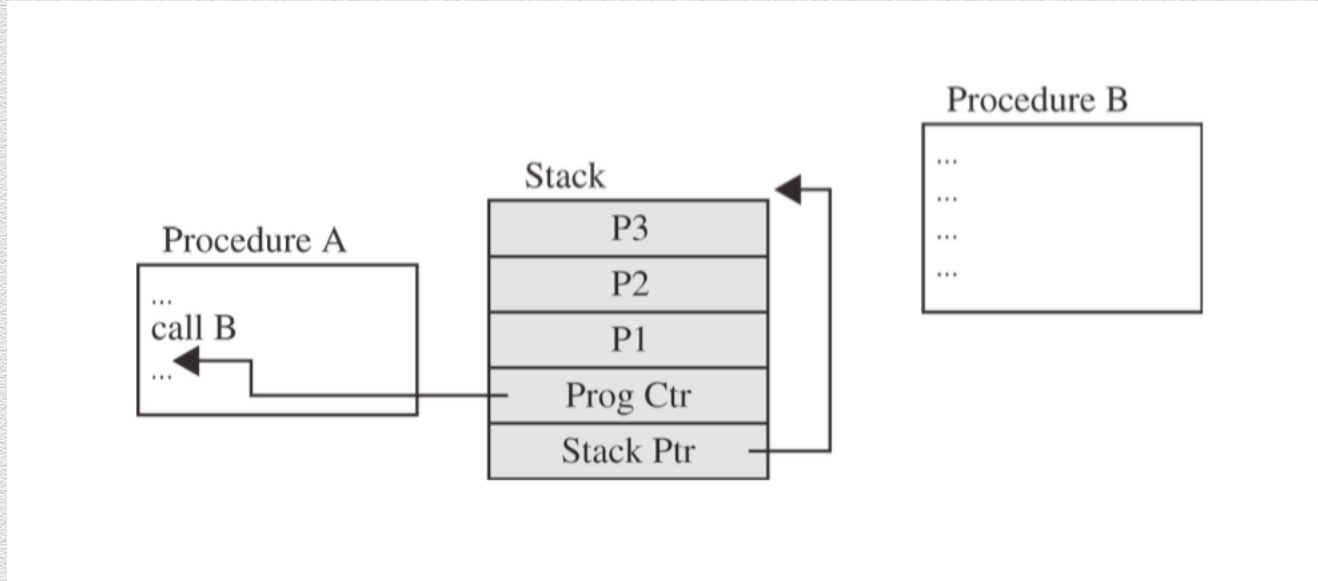 Procedure A
...
call B
...
Stack
P3
P2
P1
Prog Ctr
Stack Ptr
Procedure B
...
...
...
...